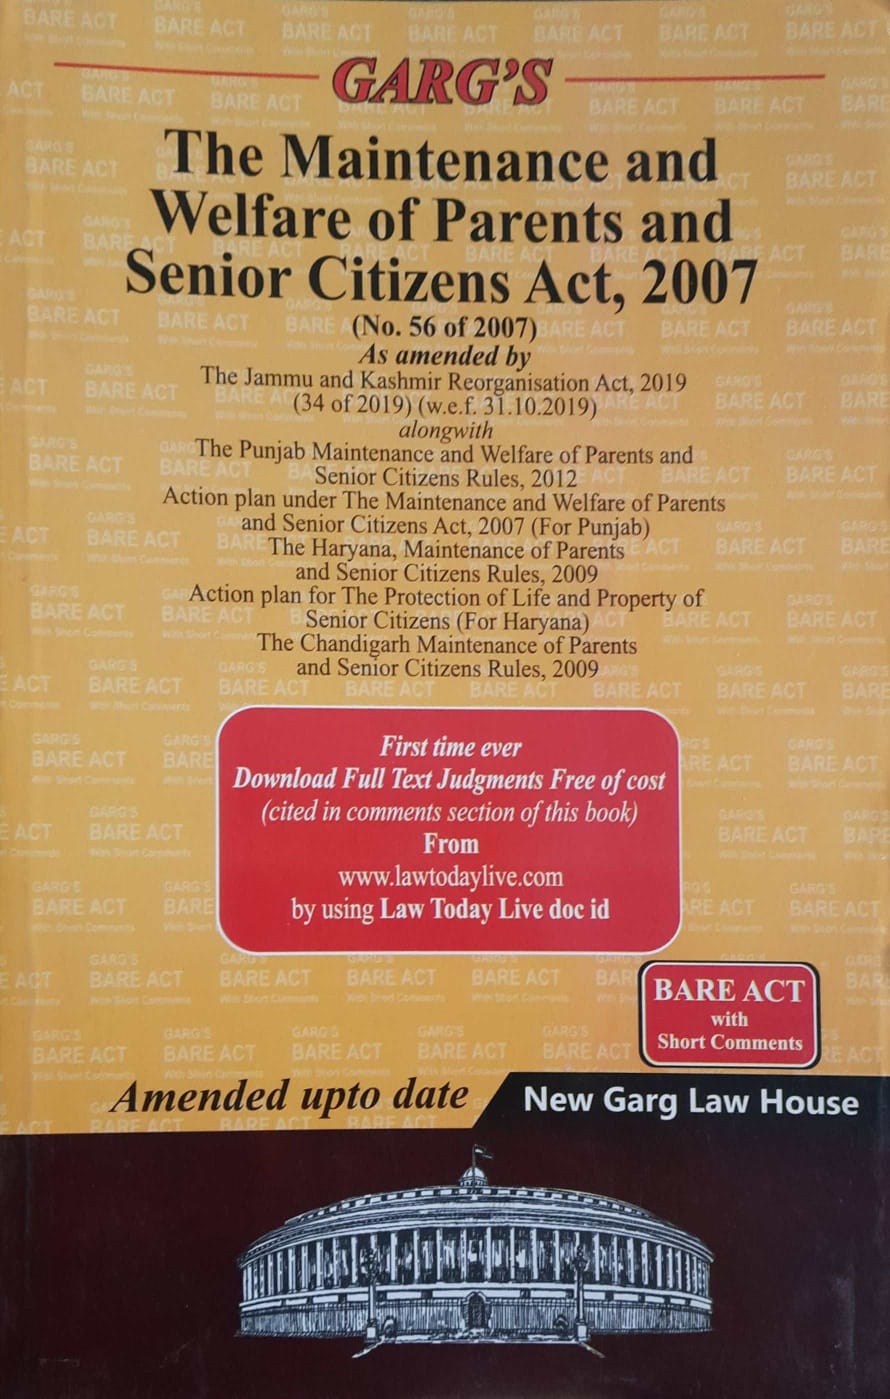 GARG'S
The Maintenance and
Welfare of Parents and
Senior Citizens Act, 2007
(No. 56 of 2007)
As amended by
The Jammu and Kashmir Reorganisation Act, 2019
(34 of 2019) (w.e.f. 31.10.2019)
alongwith
The Punjab Maintenance and Welfare of Parents and
Senior Citizens Rules, 2012
Action plan under The Maintenance and Welfare of Parents
and Senior Citizens Act, 2007 (For Punjab)
The Haryana, Maintenance of Parents
and Senior Citizens Rules, 2009
Action plan for The Protection of Life and Property of
Senior Citizens (For Haryana)
The Chandigarh Maintenance of Parents
and Senior Citizens Rules, 2009
First time ever
Download Full Text Judgments Free of cost
(cited in comments section of this book)
From
www.lawtodaylive.com
by using Law Today Live doc id
BARE ACT
with
Short Comments
Amended upto date
New Garg Law House